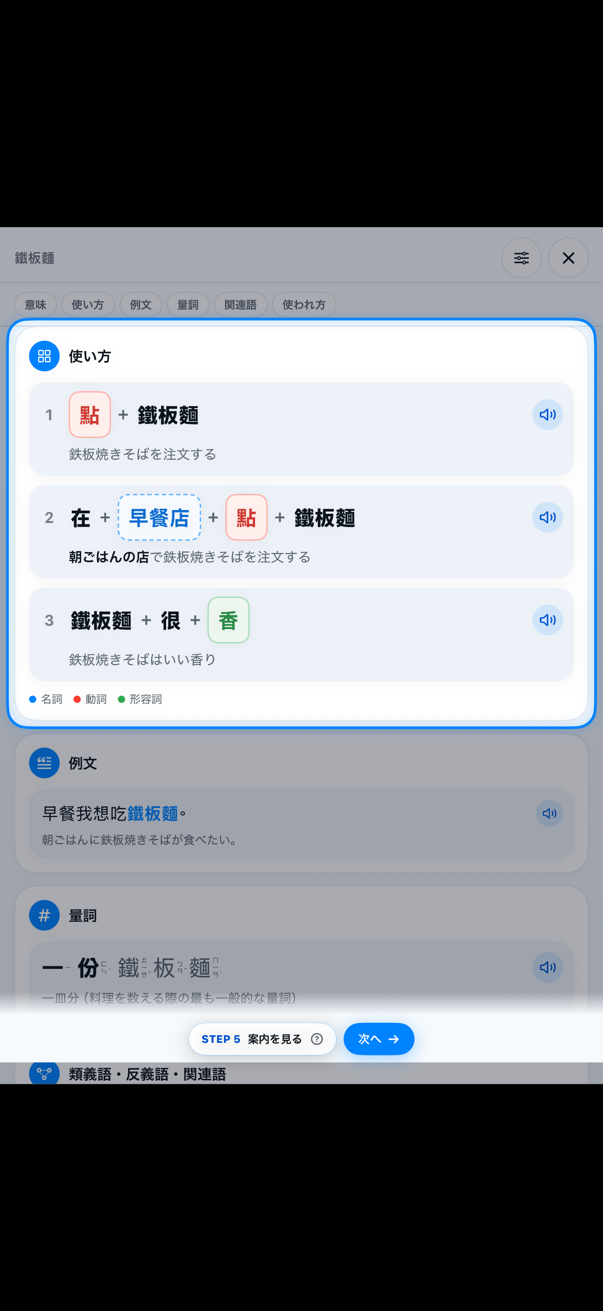 鐵板麵
意味 使い方 例文 量詞 関連語 使われ方
使い方
1 點 + 鐵板麵
鉄板焼きそばを注文する
2 在 + 早餐店 + 點 + 鐵板麵
朝ごはんの店で鉄板焼きそばを注文する
3 鐵板麵 + 很 + 香
鉄板焼きそばはいい香り
名詞 動詞 形容詞
例文
早餐我想吃鐵板麵。
朝ごはんに鉄板焼きそばが食べたい。
# 量詞
一份鐵板麵
一皿分（料理を数える際の最も一般的な量詞）
STEP 5 案内を見る ? 次へ →
類義語・反義語・関連語